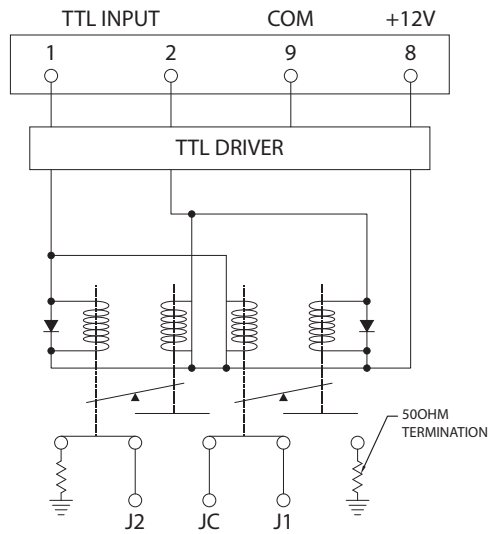 TTL INPUT COM +12V
1 2 9 8
TTL DRIVER
50OHM
TERMINATION
J2 JC J1